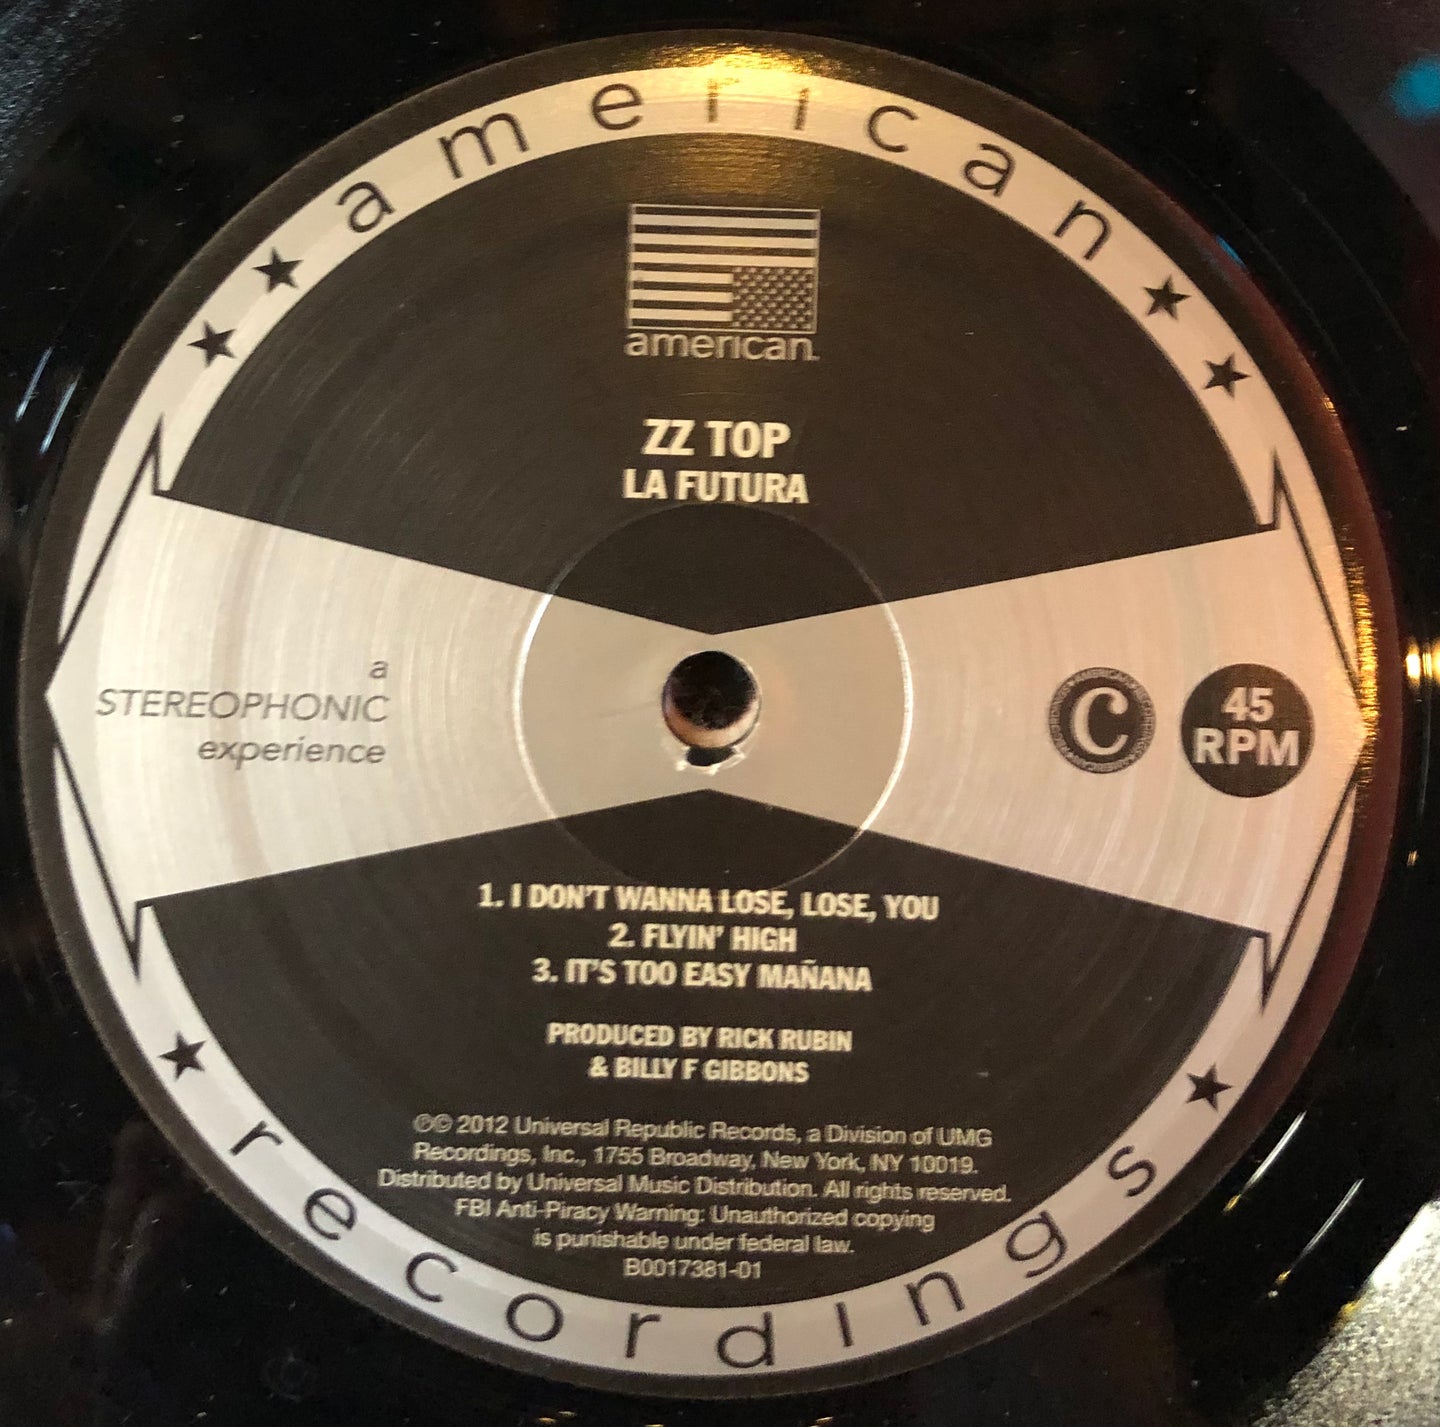 american
american.
ZZ TOP
LA FUTURA
a
STEREOPHONIC
experience
C
45
RPM
1. I DON'T WANNA LOSE, LOSE, YOU
2. FLYIN' HIGH
3. IT'S TOO EASY MAÑANA
PRODUCED BY RICK RUBIN
& BILLY F GIBBONS
℗© 2012 Universal Republic Records, a Division of UMG
Recordings, Inc., 1755 Broadway, New York, NY 10019.
Distributed by Universal Music Distribution. All rights reserved.
FBI Anti-Piracy Warning: Unauthorized copying
is punishable under federal law.
B0017381-01
recordings